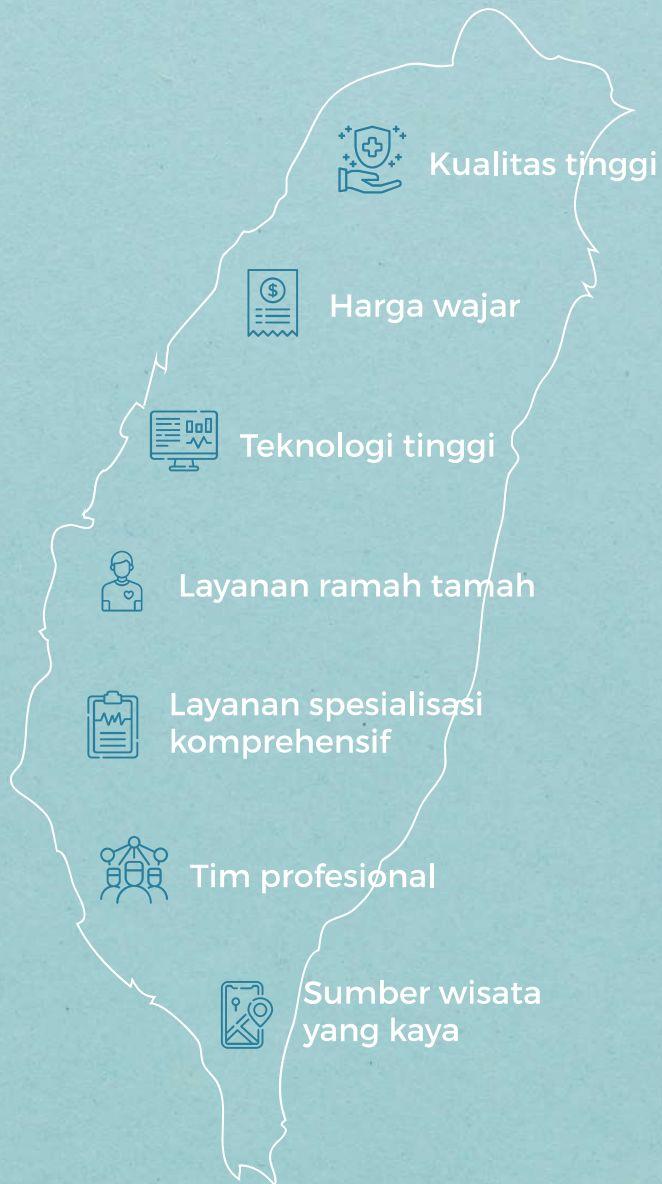 Kualitas tinggi
Harga wajar
Teknologi tinggi
Layanan ramah tamah
Layanan spesialisasi
komprehensif
Tim profesional
Sumber wisata
yang kaya